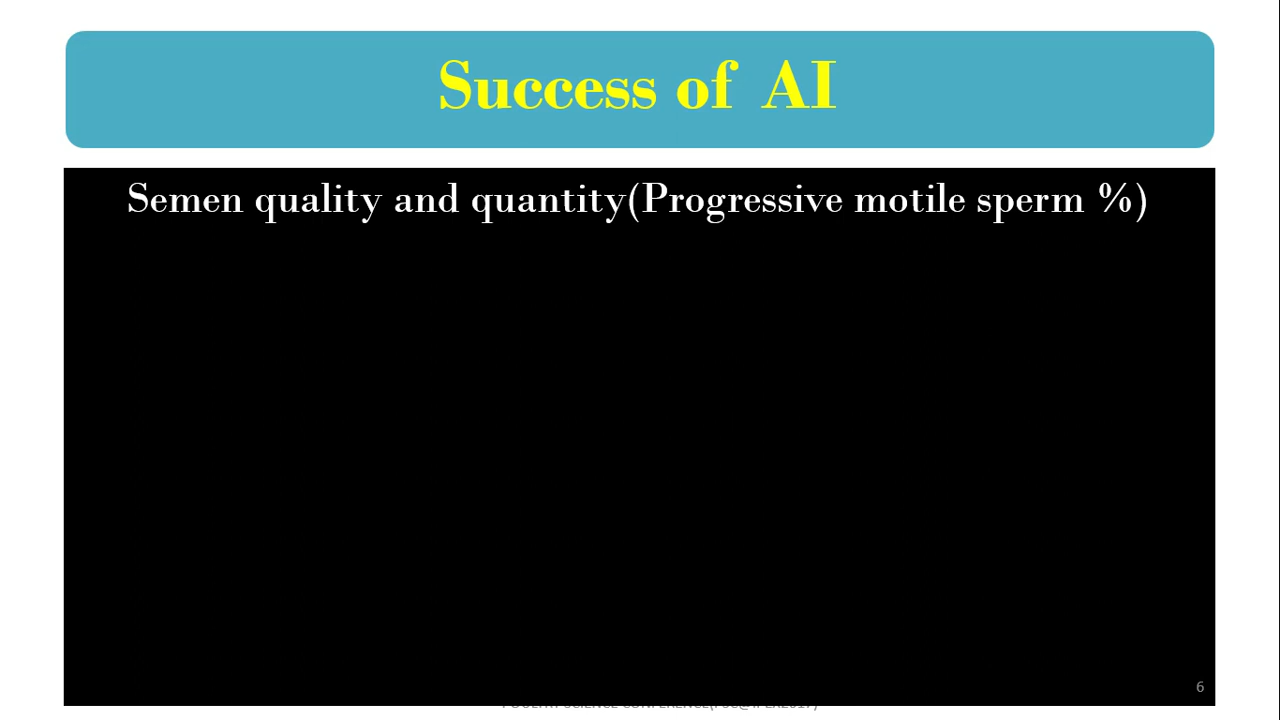 Success of AI
Semen quality and quantity(Progressive motile sperm %)
6